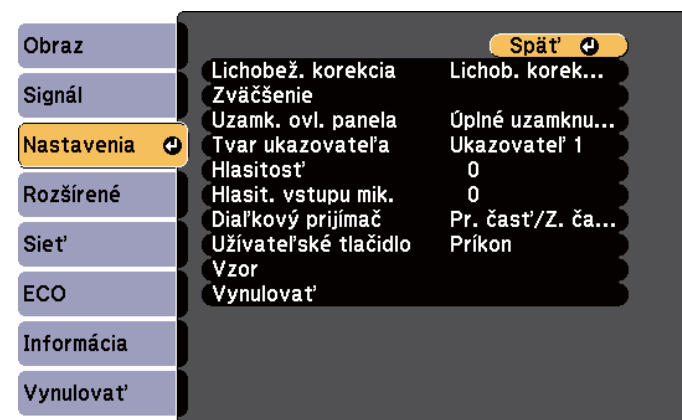 Obraz
Signál
Nastavenia
Rozšírené
Sieť
ECO
Informácia
Vynulovať
Späť
Lichobež. korekcia Lichob. korek...
Zväčšenie
Uzamk. ovl. panela Úplné uzamknu...
Tvar ukazovateľa Ukazovateľ 1
Hlasitosť 0
Hlasit. vstupu mik. 0
Diaľkový prijímač Pr. časť/Z. ča...
Užívateľské tlačidlo Príkon
Vzor
Vynulovať